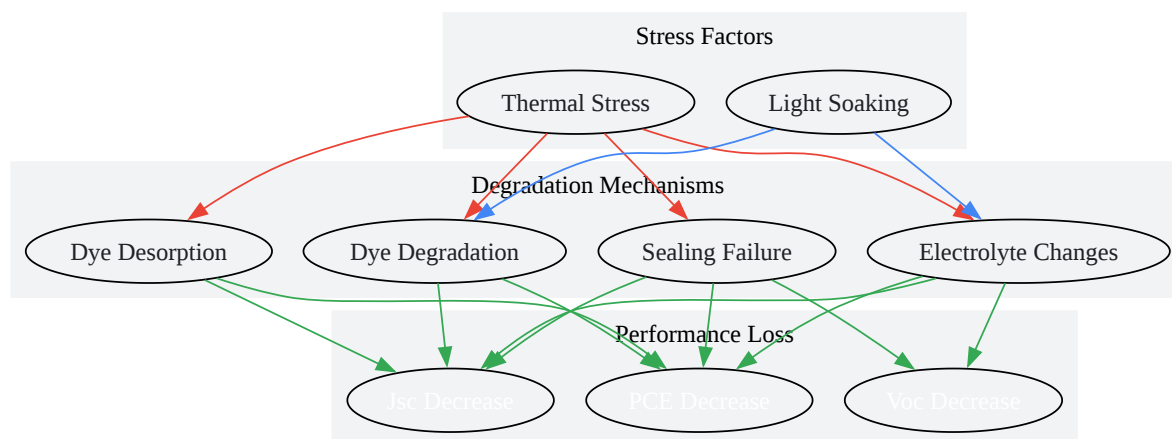 Stress Factors
Thermal Stress
Light Soaking
Degradation Mechanisms
Dye Desorption
Dye Degradation
Sealing Failure
Electrolyte Changes
Performance Loss
Jsc Decrease
PCE Decrease
Voc Decrease